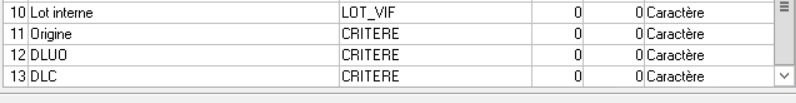 10 Lot interne LOT_VIF 0 0 Caractère
11 Origine CRITERE 0 0 Caractère
12 DLUO CRITERE 0 0 Caractère
13 DLC CRITERE 0 0 Caractère